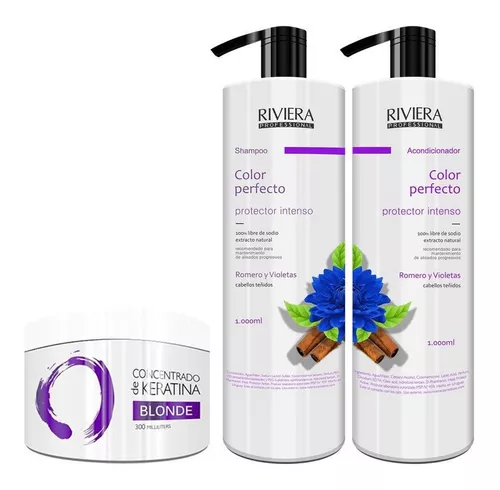 RIVIERA
PROFESSIONAL
Shampoo
Color
perfecto
protector intenso
100% libre de sodio
extracto natural
recomendado para
mantenimiento
de alisados progresivos
Romero y Violetas
cabellos teñidos
1.000ml
RIVIERA
PROFESSIONAL
Acondicionador
Color
perfecto
protector intenso
100% libre de sodio
extracto natural
recomendado para
mantenimiento
de alisados progresivos
Romero y Violetas
cabellos teñidos
1.000ml
CONCENTRADO
de KERATINA
BLONDE
300 MILLILITERS